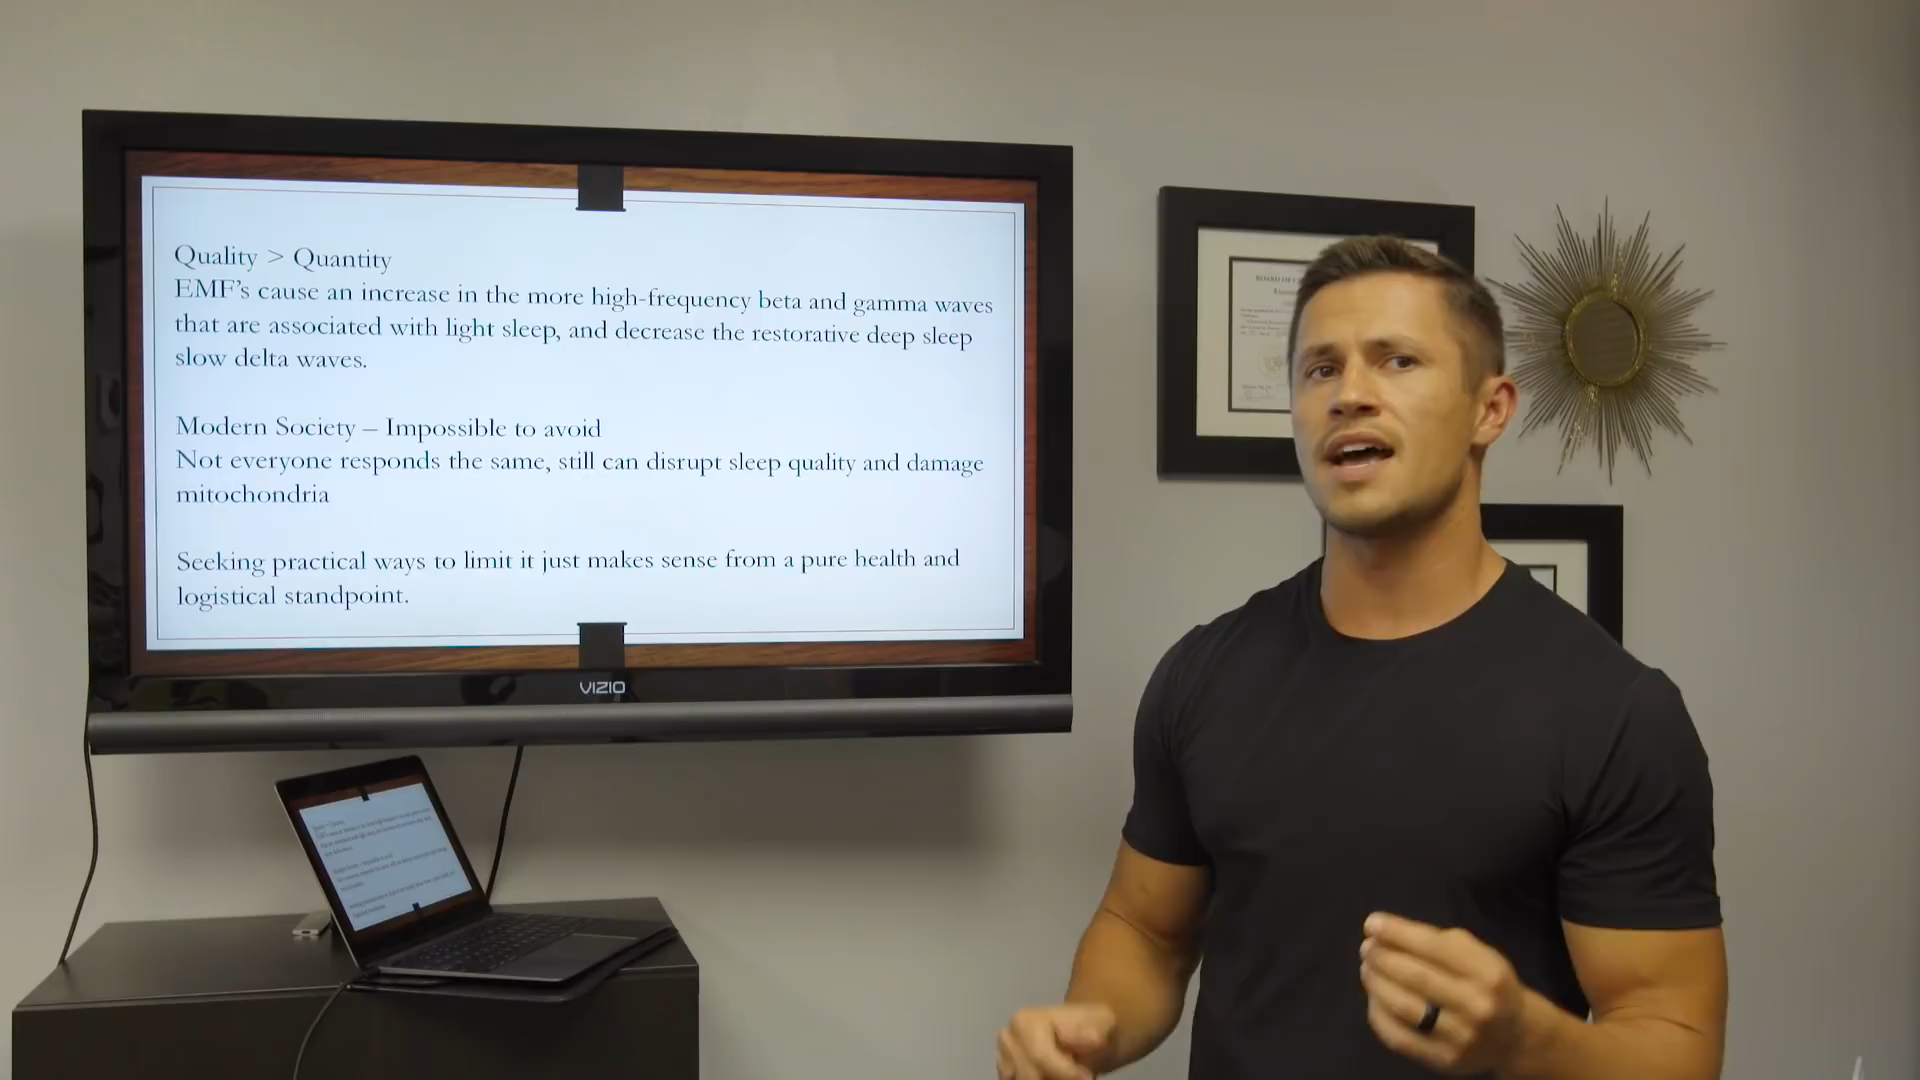 Quality > Quantity
EMF's cause an increase in the more high-frequency beta and gamma waves
that are associated with light sleep, and decrease the restorative deep sleep
slow delta waves.
Modern Society – Impossible to avoid
Not everyone responds the same, still can disrupt sleep quality and damage
mitochondria
Seeking practical ways to limit it just makes sense from a pure health and
logistical standpoint.
VIZIO
BOARD OF